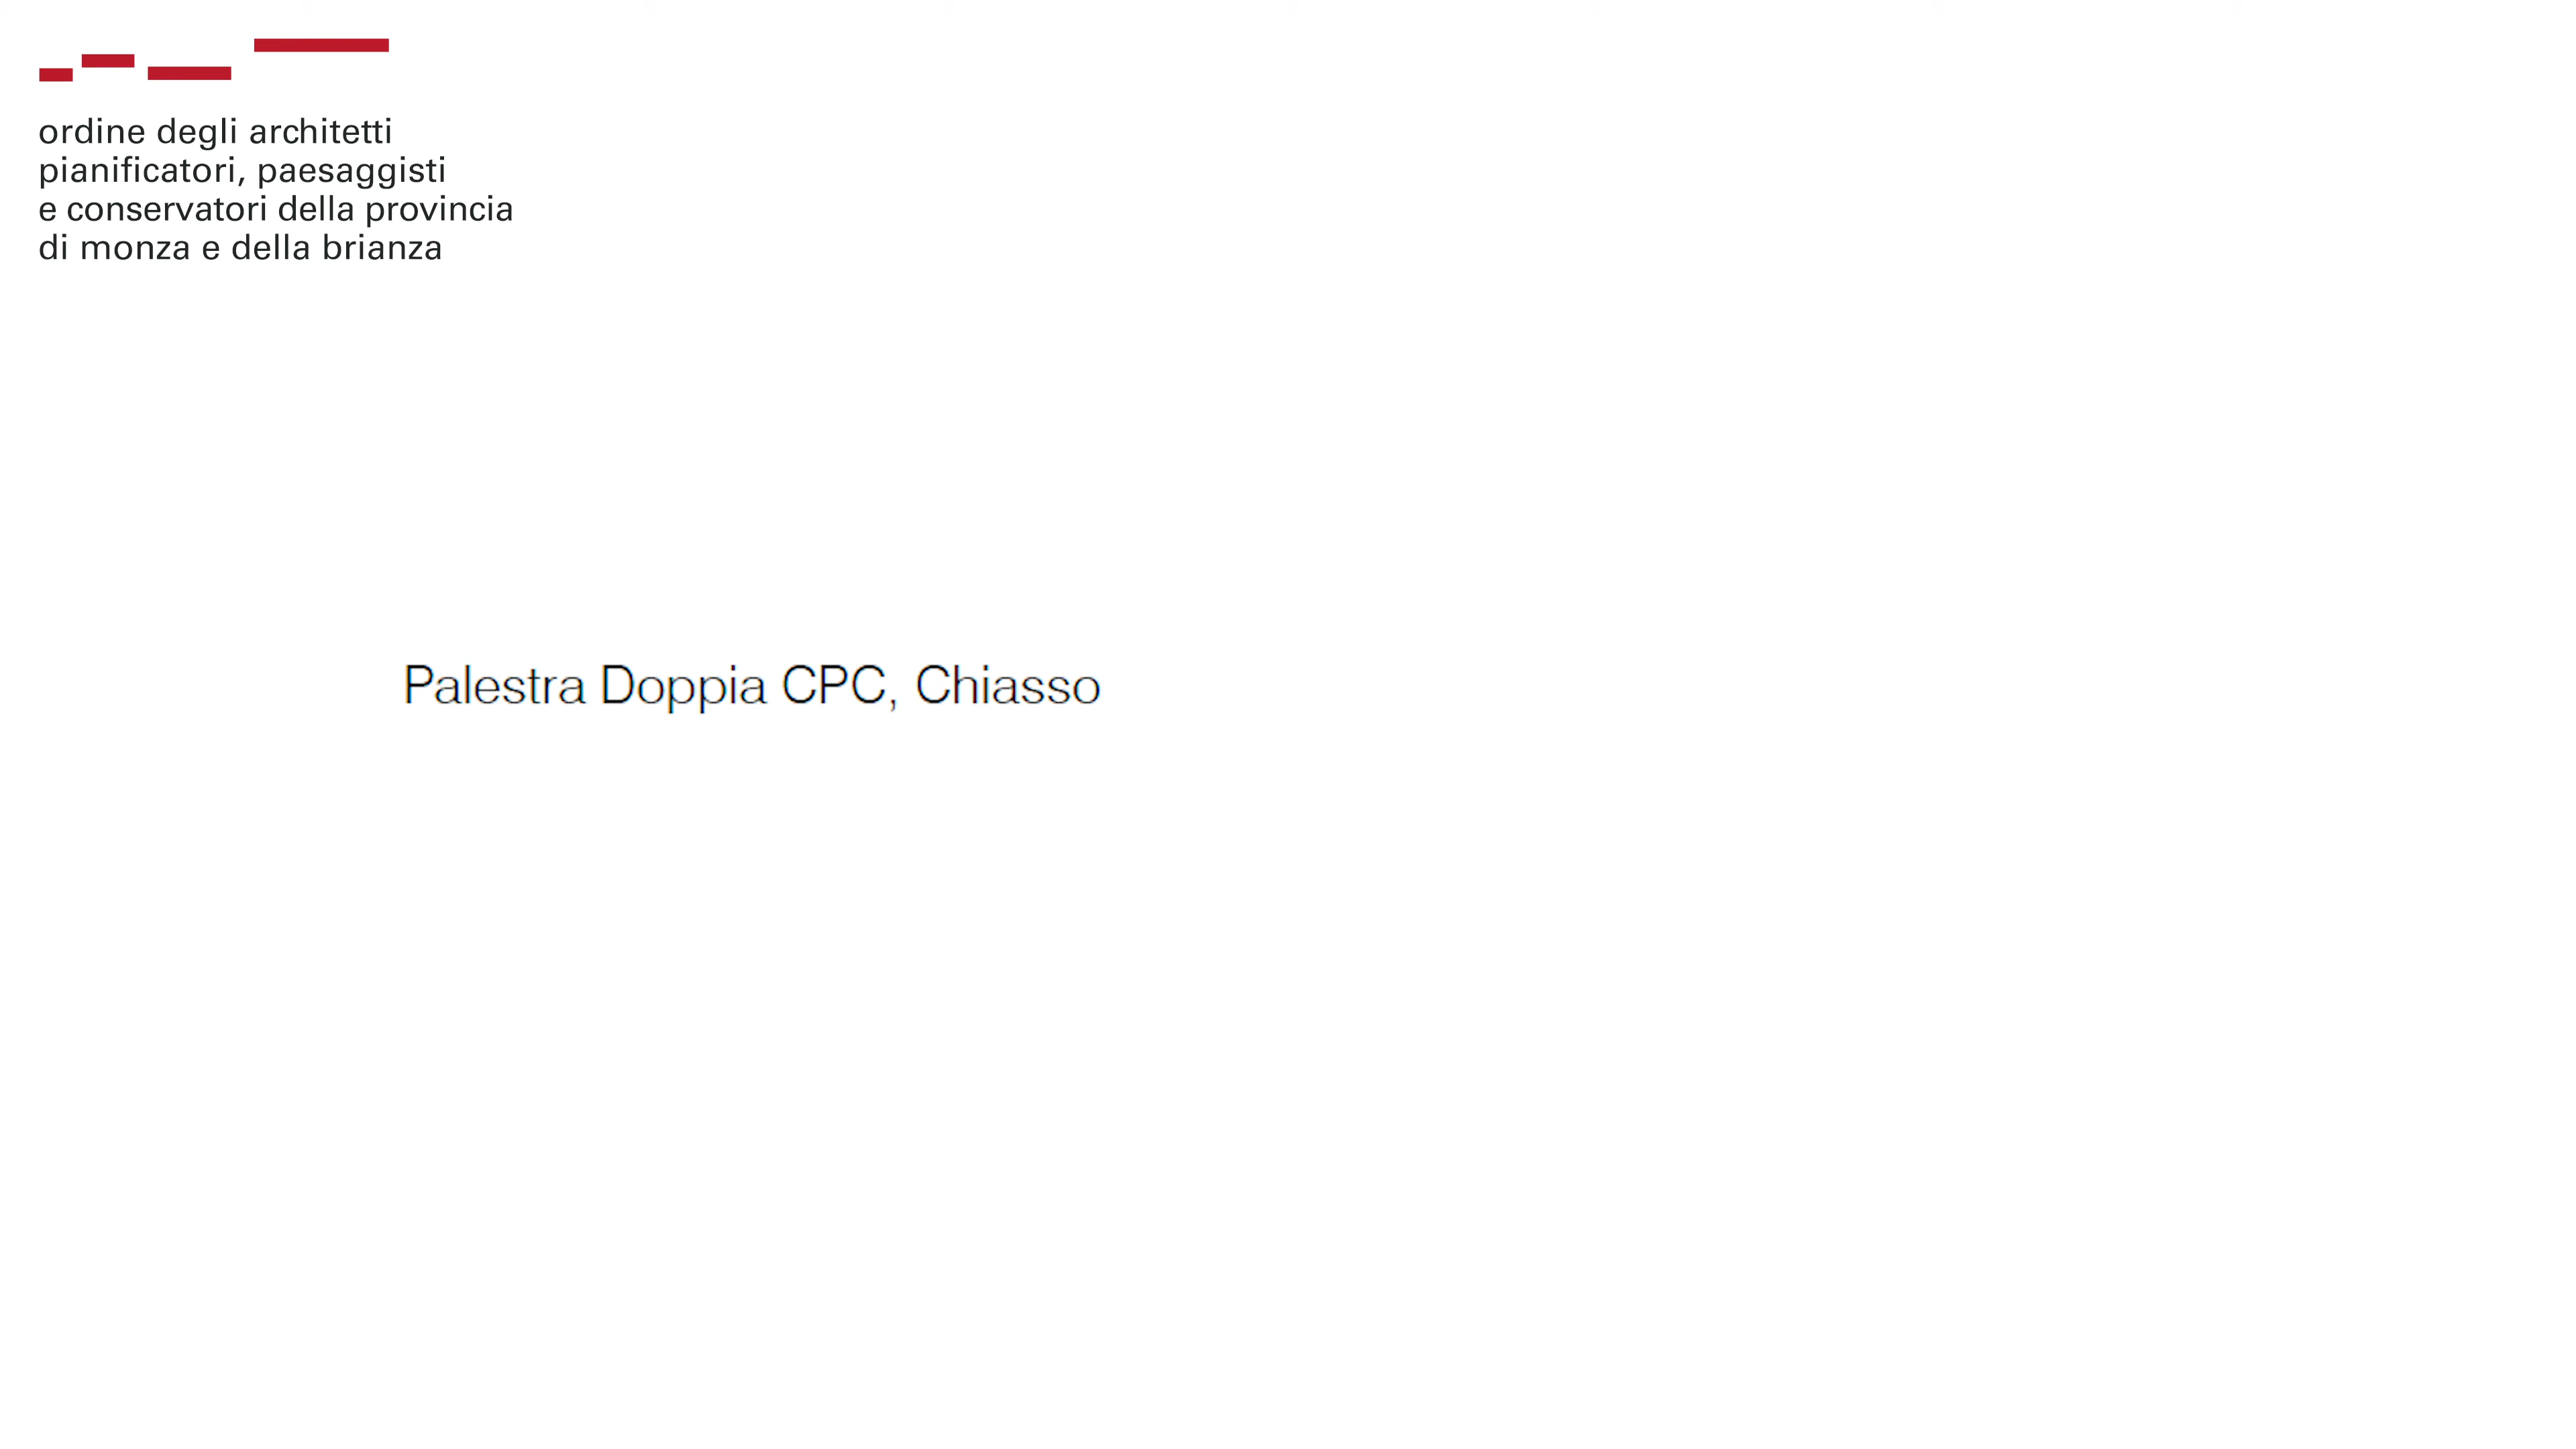 ordine degli architetti
pianificatori, paesaggisti
e conservatori della provincia
di monza e della brianza
Palestra Doppia CPC, Chiasso